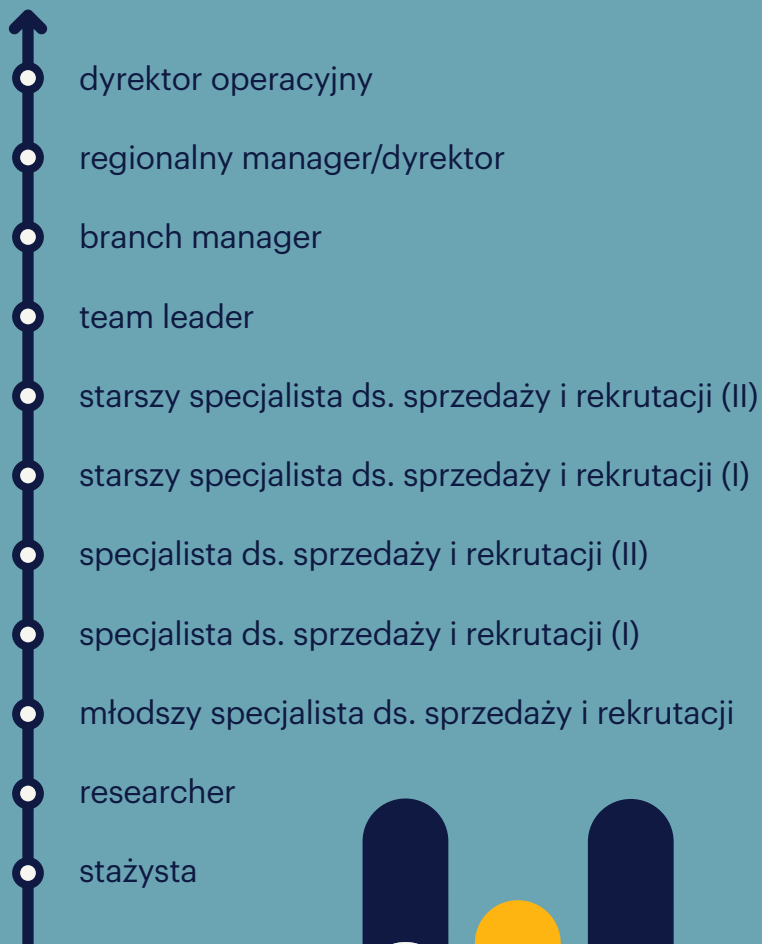 dyrektor operacyjny
regionalny manager/dyrektor
branch manager
team leader
starszy specjalista ds. sprzedaży i rekrutacji (II)
starszy specjalista ds. sprzedaży i rekrutacji (I)
specjalista ds. sprzedaży i rekrutacji (II)
specjalista ds. sprzedaży i rekrutacji (I)
młodszy specjalista ds. sprzedaży i rekrutacji
researcher
stażysta